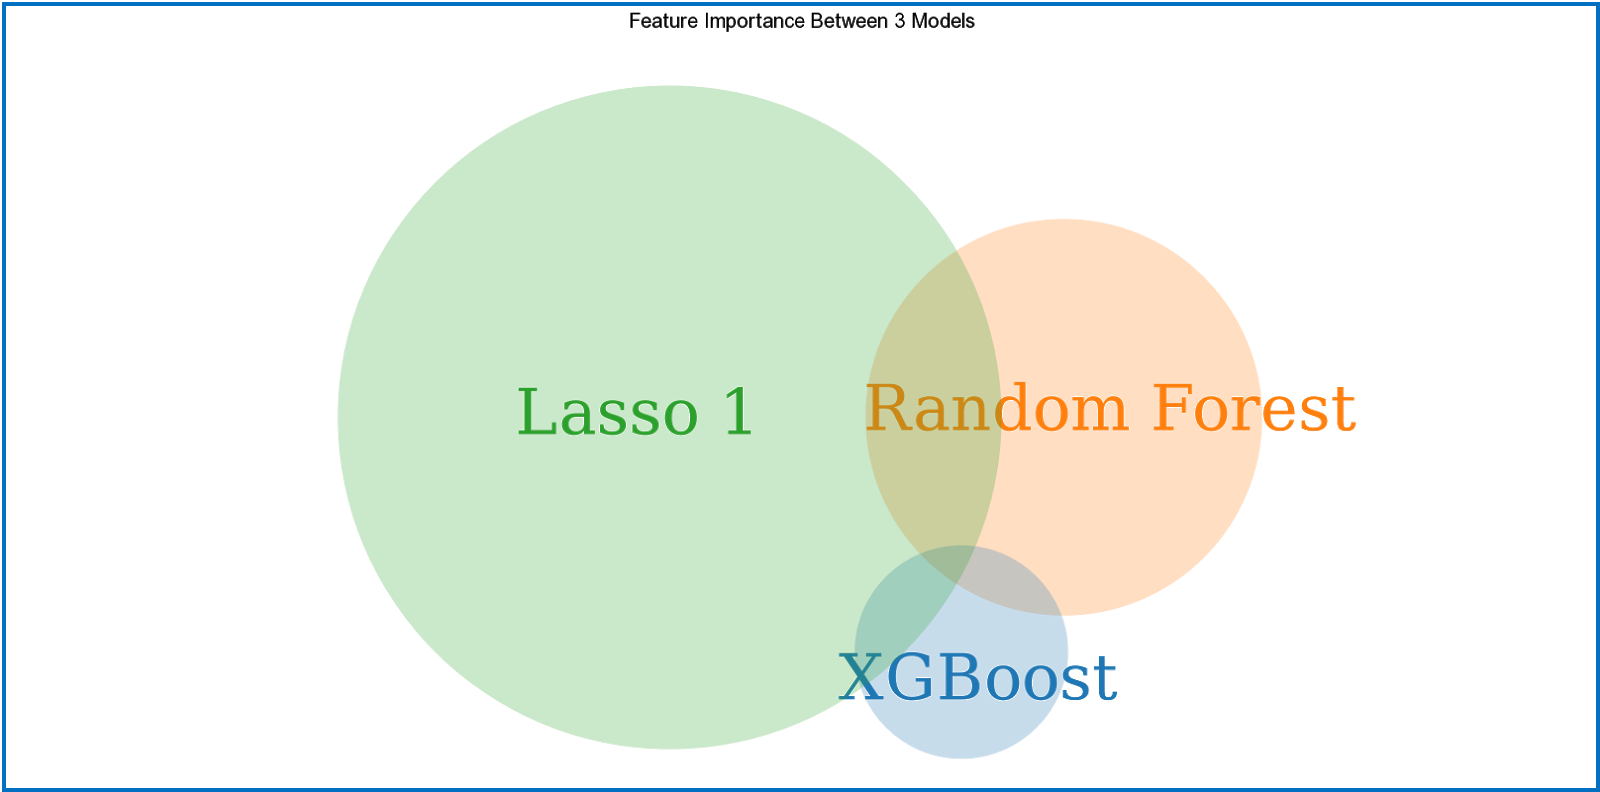 Feature Importance Between 3 Models
Lasso 1
Random Forest
XGBoost